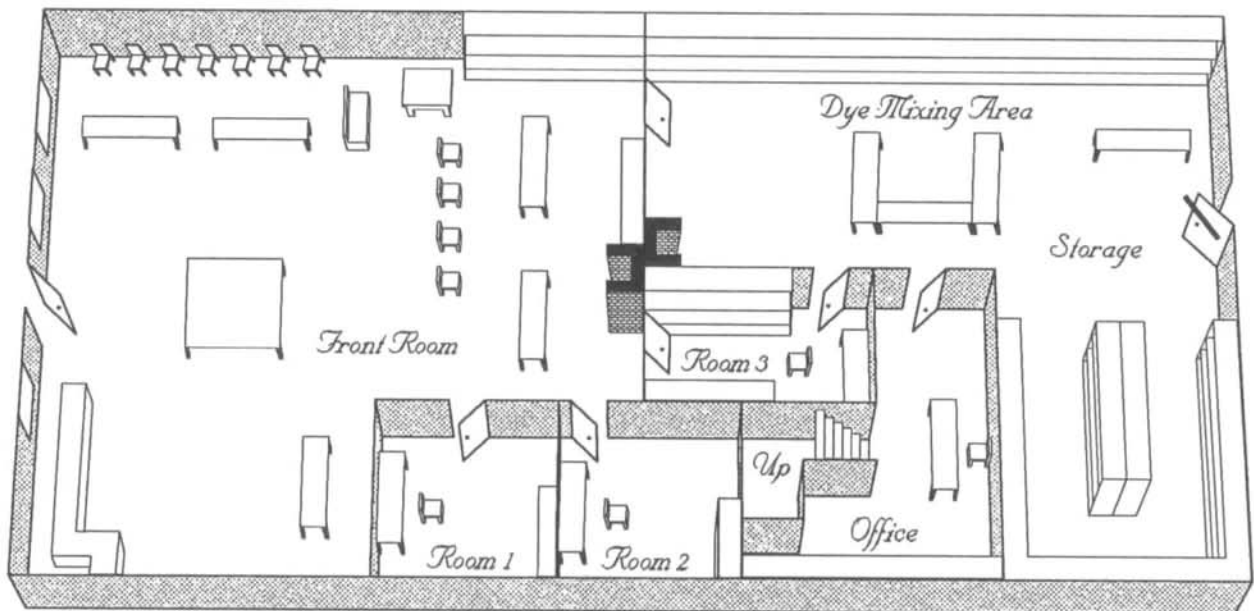 Dye Mixing Area
Storage
Front Room
Room 3
Up
Office
Room 1
Room 2